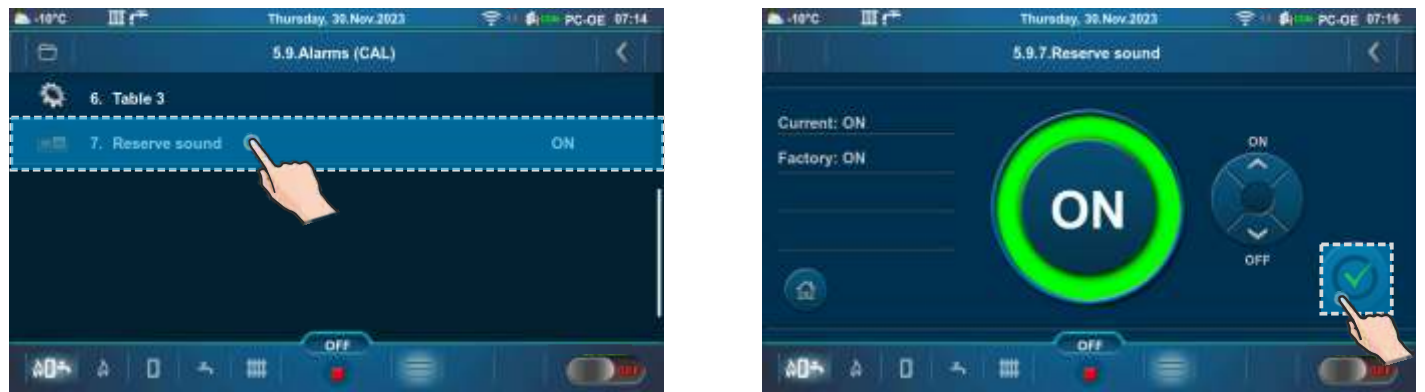 -10°C Thursday, 30.Nov.2023 PC-OE 07:14
5.9.Alarms (CAL)
6. Table 3
7. Reserve sound ON
OFF
OFF
-10°C Thursday, 30.Nov.2023 PC-OE 07:16
5.9.7.Reserve sound
Current: ON
Factory: ON
ON
ON
OFF
OFF
OFF